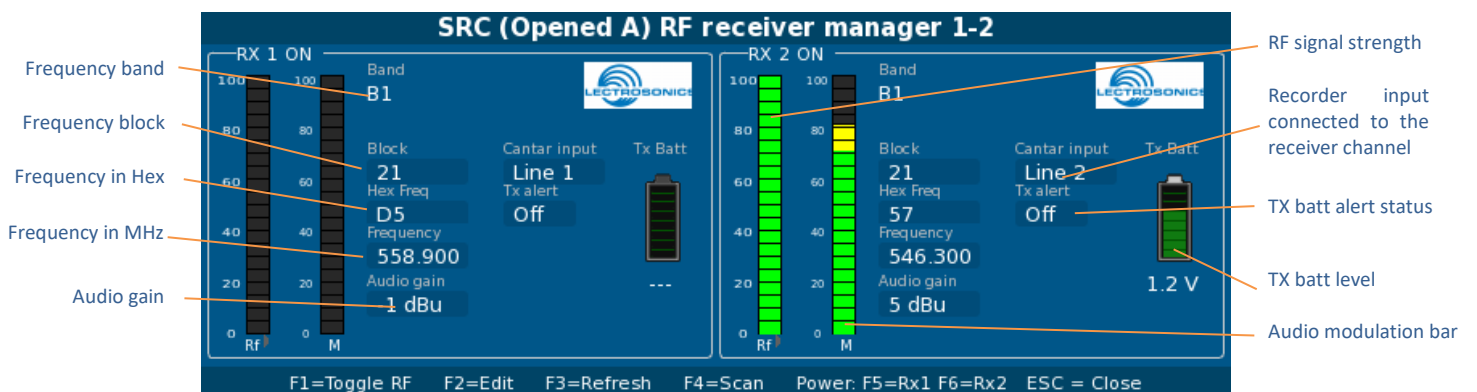 SRC (Opened A) RF receiver manager 1-2
Frequency band
Frequency block
Frequency in Hex
Frequency in MHz
Audio gain
RX 1 ON
100
80
60
40
20
0
Rf
100
80
60
40
20
0
M
Band
B1
LECTROSONICS
Block
21
Cantar input
Line 1
Tx Batt
Hex Freq
D5
Tx alert
Off
Frequency
558.900
Audio gain
-1 dBu
---
RX 2 ON
100
80
60
40
20
0
Rf
100
80
60
40
20
0
M
Band
B1
LECTROSONICS
Block
21
Cantar input
Line 2
Tx Batt
Hex Freq
57
Tx alert
Off
Frequency
546.300
Audio gain
5 dBu
1.2 V
RF signal strength
Recorder input
connected to the
receiver channel
TX batt alert status
TX batt level
Audio modulation bar
F1=Toggle RF F2=Edit F3=Refresh F4=Scan Power: F5=Rx1 F6=Rx2 ESC = Close